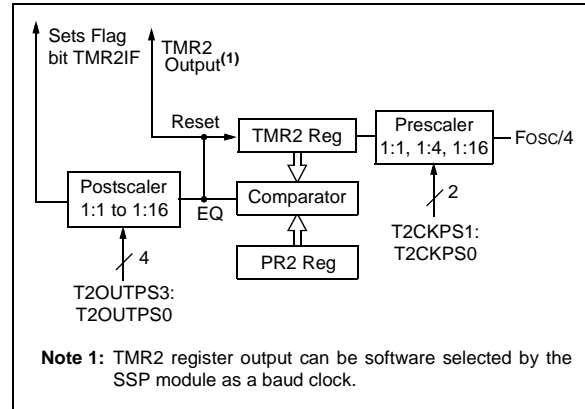 Sets Flag
bit TMR2IF
TMR2
Output(1)
Reset
TMR2 Reg
Prescaler
1:1, 1:4, 1:16
FOSC/4
Postscaler
1:1 to 1:16
EQ
Comparator
2
T2CKPS1:
T2CKPS0
4
PR2 Reg
T2OUTPS3:
T2OUTPS0
Note 1: TMR2 register output can be software selected by the
SSP module as a baud clock.